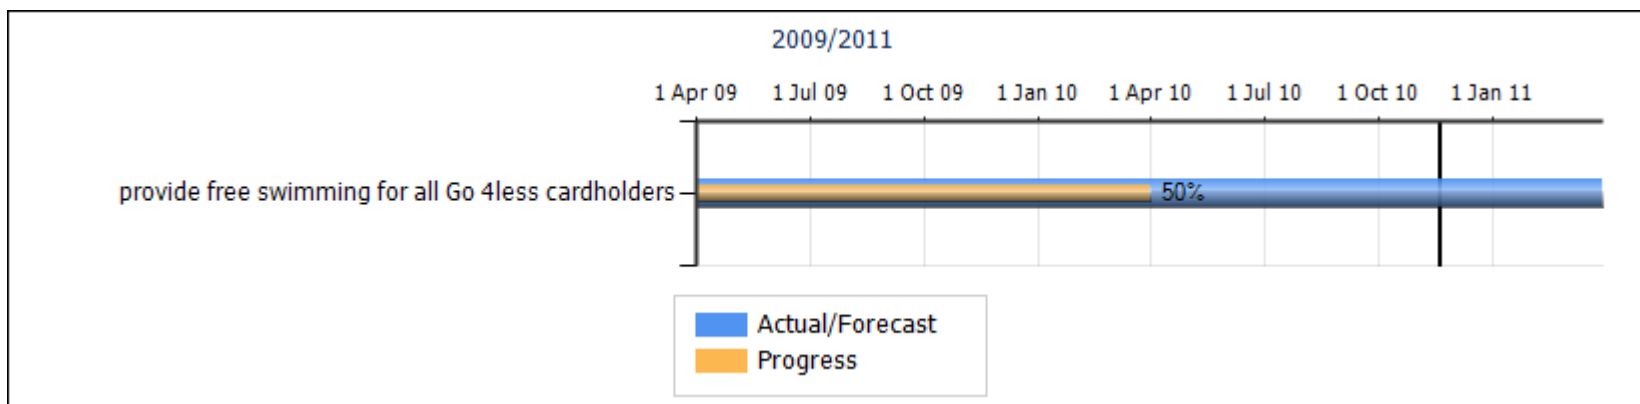 2009/2011
1 Apr 09 1 Jul 09 1 Oct 09 1 Jan 10 1 Apr 10 1 Jul 10 1 Oct 10 1 Jan 11
provide free swimming for all Go 4less cardholders 50%
Actual/Forecast
Progress